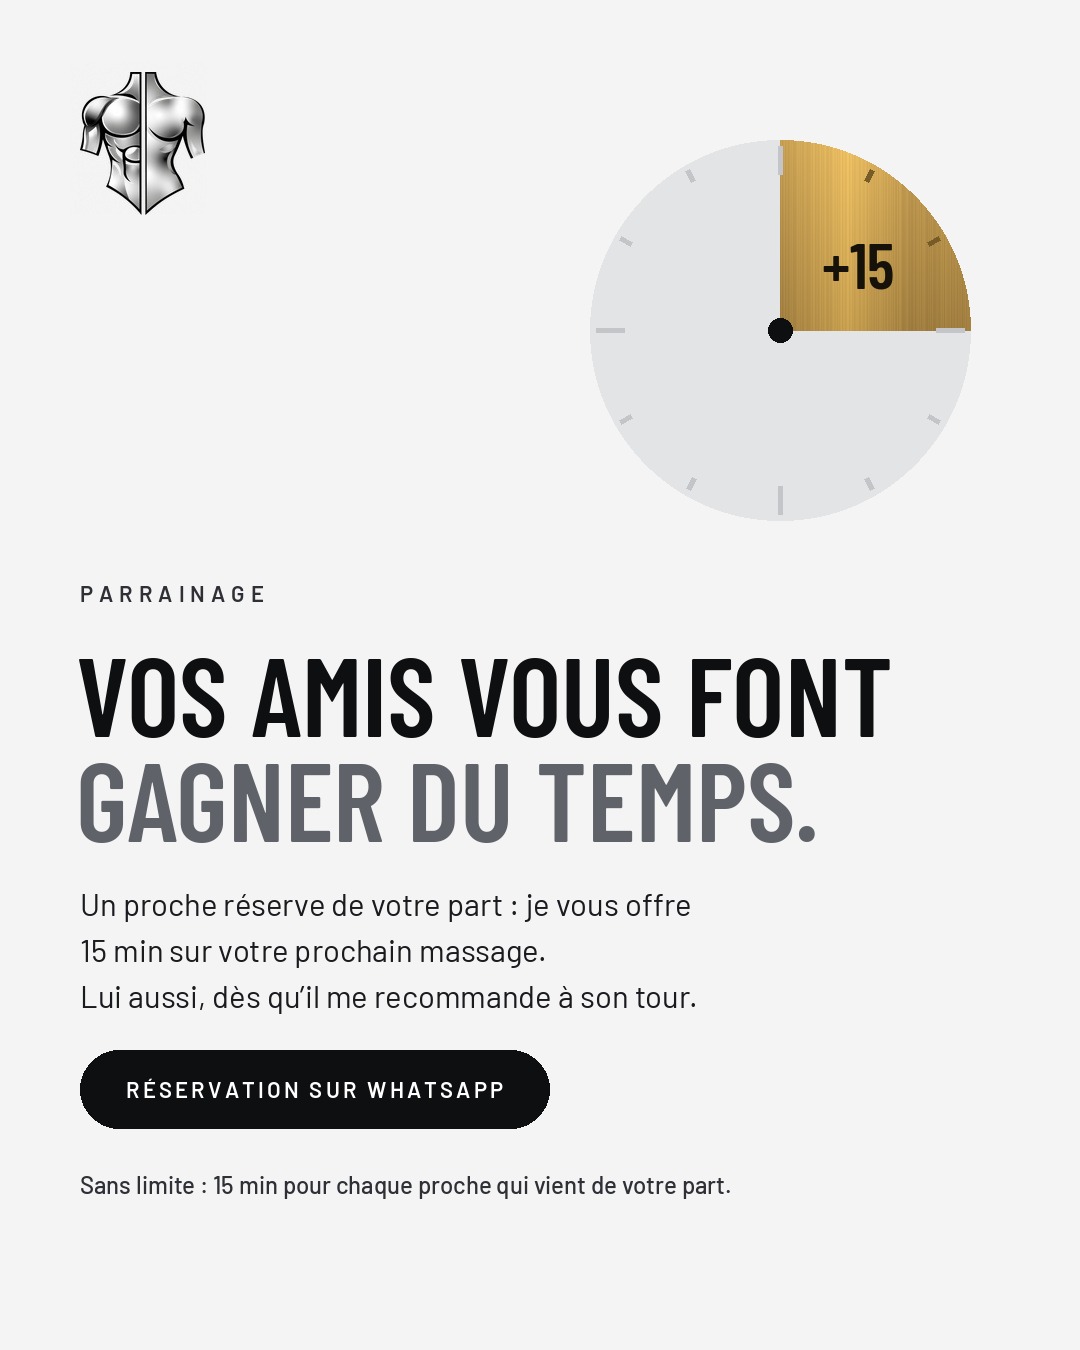 +15
PARRAINAGE
VOS AMIS VOUS FONT
GAGNER DU TEMPS.
Un proche réserve de votre part : je vous offre
15 min sur votre prochain massage.
Lui aussi, dès qu’il me recommande à son tour.
RÉSERVATION SUR WHATSAPP
Sans limite : 15 min pour chaque proche qui vient de votre part.